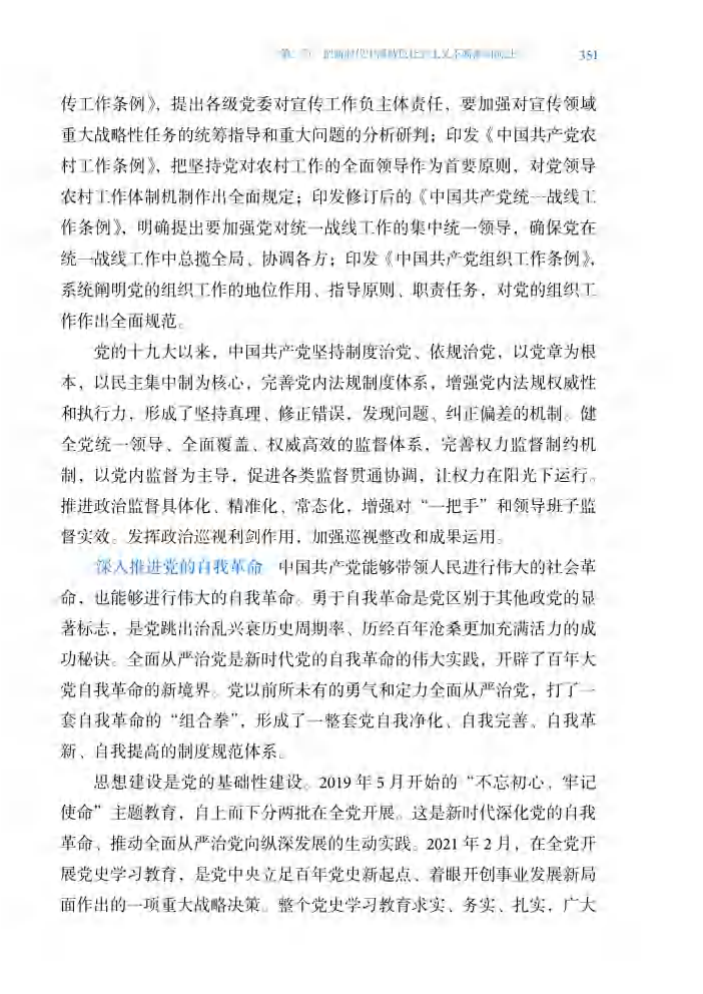 351
传工作条例》，提出各级党委对宣传工作负主体责任，要加强对宣传领域
重大战略性任务的统筹指导和重大问题的分析研判；印发《中国共产党农
村工作条例》，把坚持党对农村工作的全面领导作为首要原则，对党领导
农村工作体制机制作出全面规定；印发修订后的《中国共产党统一战线工
作条例》，明确提出要加强党对统一战线工作的集中统一领导，确保党在
统一战线工作中总揽全局、协调各方；印发《中国共产党组织工作条例》，
系统阐明党的组织工作的地位作用、指导原则、职责任务，对党的组织工
作作出全面规范。
党的十九大以来，中国共产党坚持制度治党、依规治党，以党章为根
本，以民主集中制为核心，完善党内法规制度体系，增强党内法规权威性
和执行力，形成了坚持真理、修正错误，发现问题、纠正偏差的机制。健
全党统一领导、全面覆盖、权威高效的监督体系，完善权力监督制约机
制，以党内监督为主导，促进各类监督贯通协调，让权力在阳光下运行。
推进政治监督具体化、精准化、常态化，增强对“一把手”和领导班子监
督实效。发挥政治巡视利剑作用，加强巡视整改和成果运用。
深入推进党的自我革命 中国共产党能够带领人民进行伟大的社会革
命，也能够进行伟大的自我革命。勇于自我革命是党区别于其他政党的显
著标志，是党跳出治乱兴衰历史周期率、历经百年沧桑更加充满活力的成
功秘诀。全面从严治党是新时代党的自我革命的伟大实践，开辟了百年大
党自我革命的新境界。党以前所未有的勇气和定力全面从严治党，打了一
套自我革命的“组合拳”，形成了一整套党自我净化、自我完善、自我革
新、自我提高的制度规范体系。
思想建设是党的基础性建设。2019 年 5 月开始的“不忘初心、牢记
使命”主题教育，自上而下分两批在全党开展。这是新时代深化党的自我
革命、推动全面从严治党向纵深发展的生动实践。2021 年 2 月，在全党开
展党史学习教育，是党中央立足百年党史新起点、着眼开创事业发展新局
面作出的一项重大战略决策。整个党史学习教育求实、务实、扎实，广大